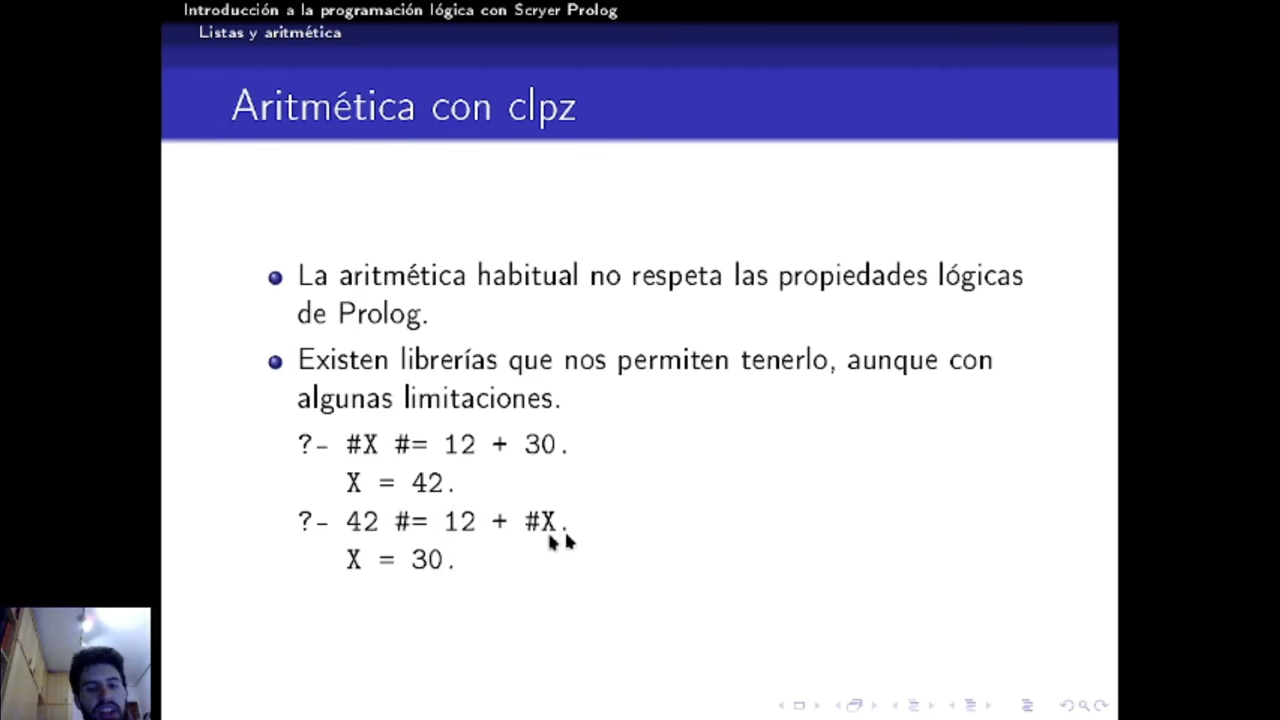 Introducción a la programación lógica con Scryer Prolog
Listas y aritmética
Aritmética con clpz
La aritmética habitual no respeta las propiedades lógicas
de Prolog.
Existen librerías que nos permiten tenerlo, aunque con
algunas limitaciones.
?- #X #= 12 + 30.
X = 42.
?- 42 #= 12 + #X.
X = 30.